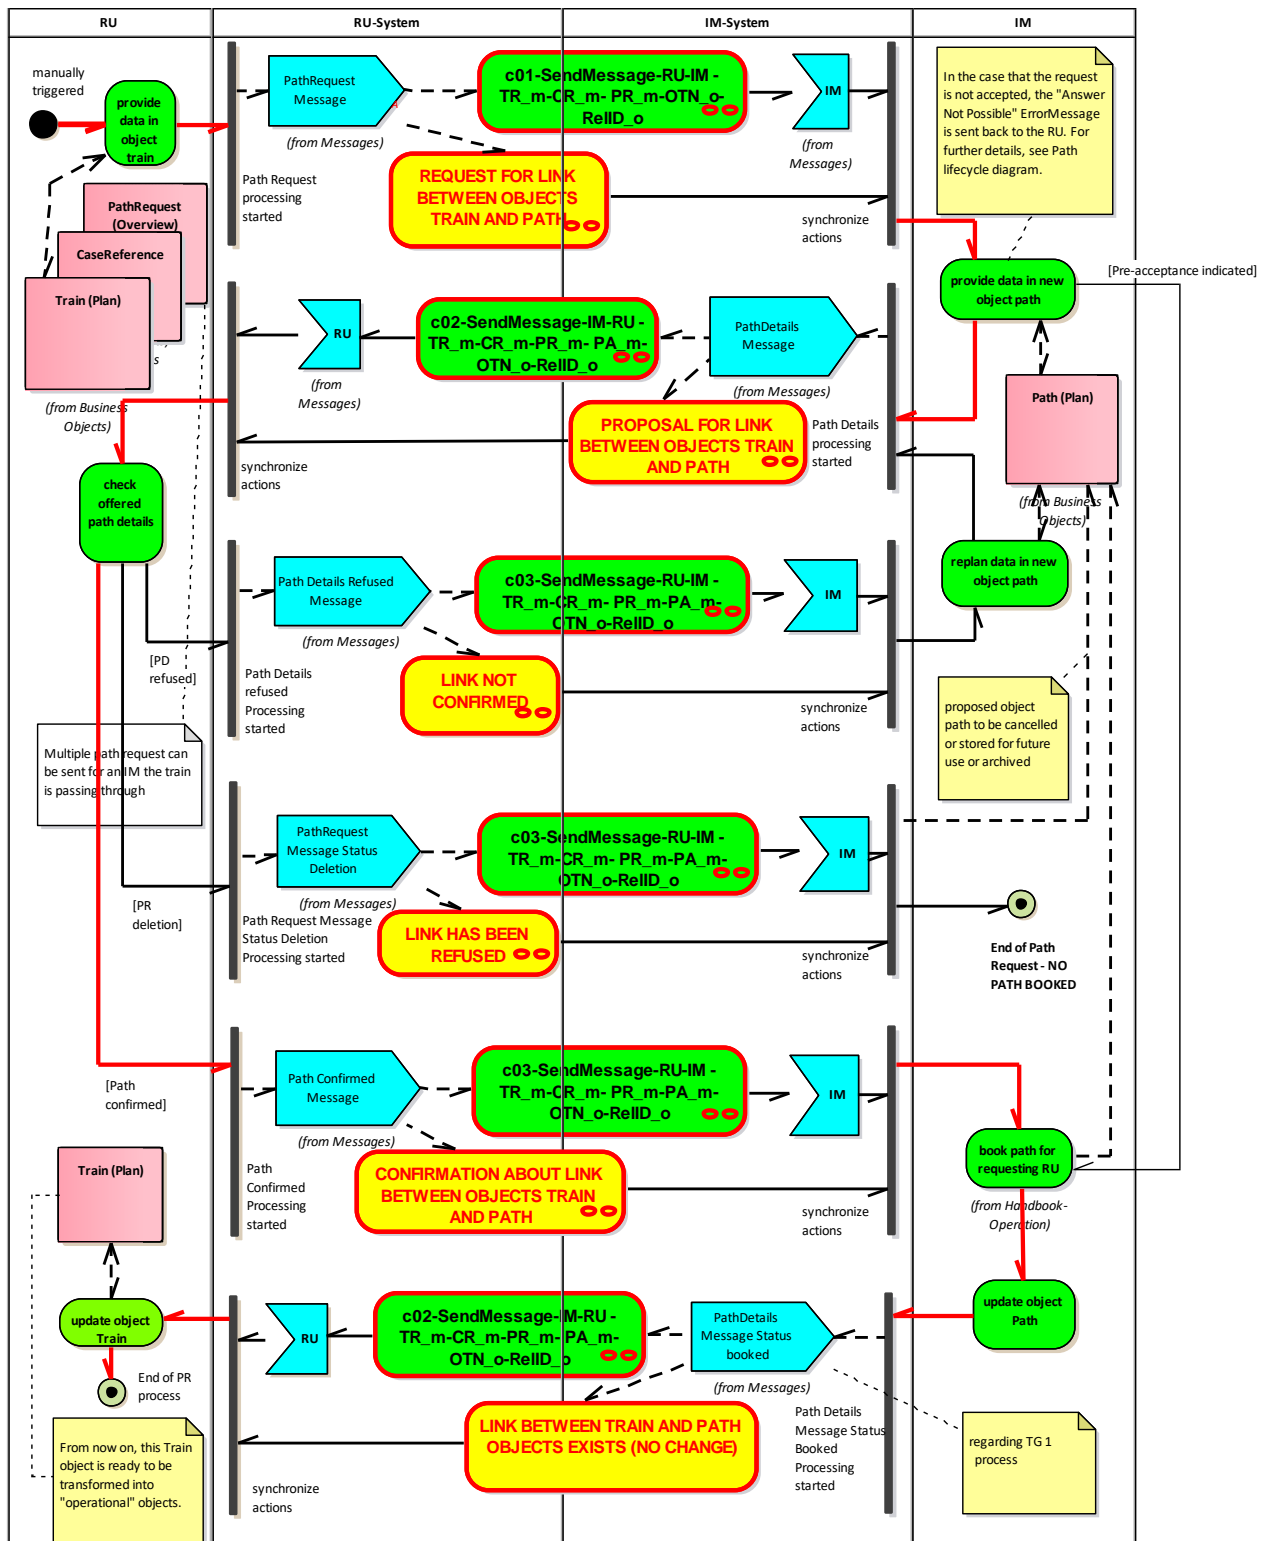 RU
RU-System
IM-System
IM
manually
triggered
provide
data in
object
train
PathRequest
Message
(from Messages)
c01-SendMessage-RU-IM -
TR_m-CR_m- PR_m-OTN_o-
RelID_o
IM
(from
Messages)
In the case that the request
is not accepted, the "Answer
Not Possible" ErrorMessage
is sent back to the RU. For
further details, see Path
lifecycle diagram.
Path Request
processing
started
REQUEST FOR LINK
BETWEEN OBJECTS
TRAIN AND PATH
synchronize
actions
PathRequest
(Overview)
CaseReference
Train (Plan)
(from Business
Objects)
provide data in new
object path
[Pre-acceptance indicated]
RU
(from
Messages)
c02-SendMessage-IM-RU -
TR_m-CR_m-PR_m- PA_m-
OTN_o-RelID_o
PathDetails
Message
(from Messages)
Path (Plan)
(from Business
Objects)
PROPOSAL FOR LINK
BETWEEN OBJECTS TRAIN
AND PATH
Path Details
processing
started
synchronize
actions
check
offered
path details
replan data in new
object path
Path Details Refused
Message
(from Messages)
c03-SendMessage-RU-IM -
TR_m-CR_m- PR_m-PA_m-
OTN_o-RelID_o
IM
[PD
refused]
Path Details
refused
Processing
started
LINK NOT
CONFIRMED
synchronize
actions
proposed object
path to be cancelled
or stored for future
use or archived
Multiple path request can
be sent for an IM the train
is passing through
PathRequest
Message Status
Deletion
(from Messages)
c03-SendMessage-RU-IM -
TR_m-CR_m- PR_m-PA_m-
OTN_o-RelID_o
IM
[PR
deletion]
Path Request Message
Status Deletion
Processing started
LINK HAS BEEN
REFUSED
synchronize
actions
End of Path
Request - NO
PATH BOOKED
Path Confirmed
Message
(from Messages)
c03-SendMessage-RU-IM -
TR_m-CR_m- PR_m-PA_m-
OTN_o-RelID_o
IM
[Path
confirmed]
Path
Confirmed
Processing
started
CONFIRMATION ABOUT LINK
BETWEEN OBJECTS TRAIN
AND PATH
synchronize
actions
book path for
requesting RU
(from Handbook-
Operation)
Train (Plan)
update object
Train
End of PR
process
RU
c02-SendMessage-IM-RU -
TR_m-CR_m-PR_m- PA_m-
OTN_o-RelID_o
PathDetails
Message Status
booked
(from Messages)
update object
Path
LINK BETWEEN TRAIN AND PATH
OBJECTS EXISTS (NO CHANGE)
Path Details
Message Status
Booked
Processing
started
synchronize
actions
regarding TG 1
process
From now on, this Train
object is ready to be
transformed into
"operational" objects.